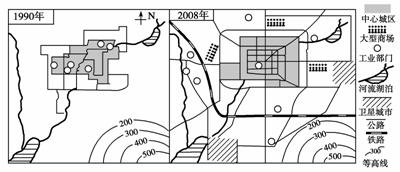 1990年
N
200
300
400
500
2008年
200
300
400
500
中心城区
大型商场
工业部门
河流湖泊
卫星城市
公路
铁路
300
等高线